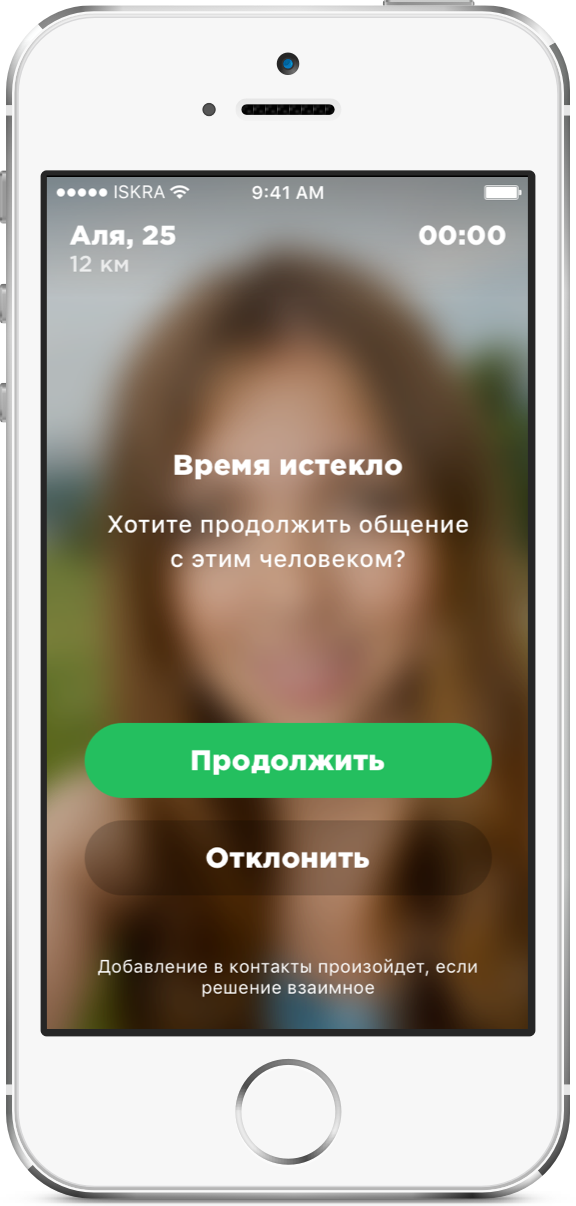 ISKRA 9:41 AM
Аля, 25 00:00
12 км
Время истекло
Хотите продолжить общение
с этим человеком?
Продолжить
Отклонить
Добавление в контакты произойдет, если
решение взаимное